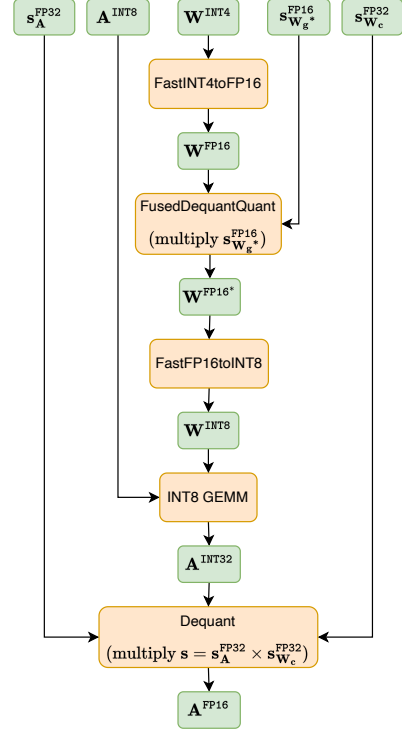 s_A^FP32 A^INT8 W^INT4 s_{W_g*}^FP16 s_{W_c}^FP32
FastINT4toFP16
W^FP16
FusedDequantQuant
(multiply s_{W_g*}^FP16)
W^FP16*
FastFP16toINT8
W^INT8
INT8 GEMM
A^INT32
Dequant
(multiply s = s_A^FP32 × s_{W_c}^FP32)
A^FP16